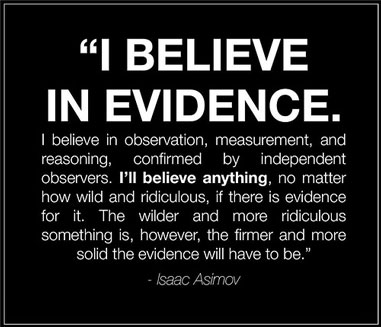 “I BELIEVE
IN EVIDENCE.
I believe in observation, measurement, and
reasoning, confirmed by independent
observers. I’ll believe anything, no matter
how wild and ridiculous, if there is evidence
for it. The wilder and more ridiculous
something is, however, the firmer and more
solid the evidence will have to be.”
- Isaac Asimov